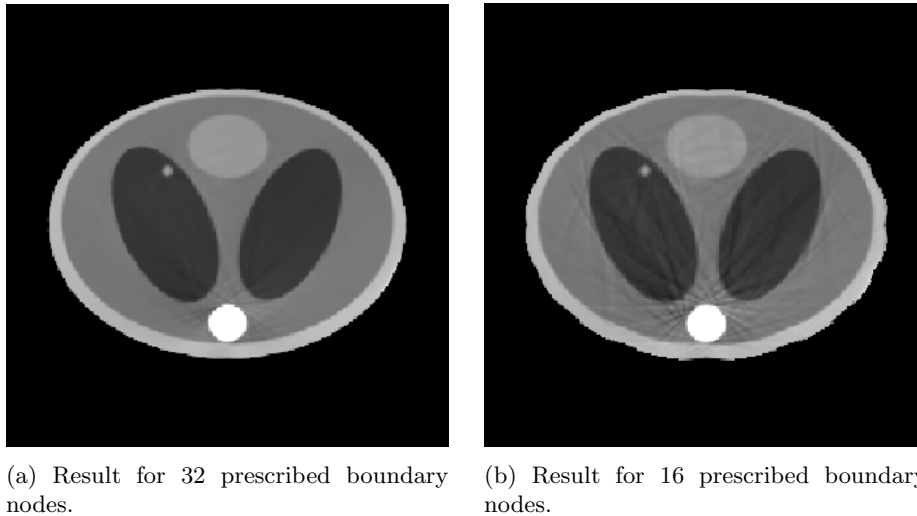 (a) Result for 32 prescribed boundary
nodes.
(b) Result for 16 prescribed boundary
nodes.